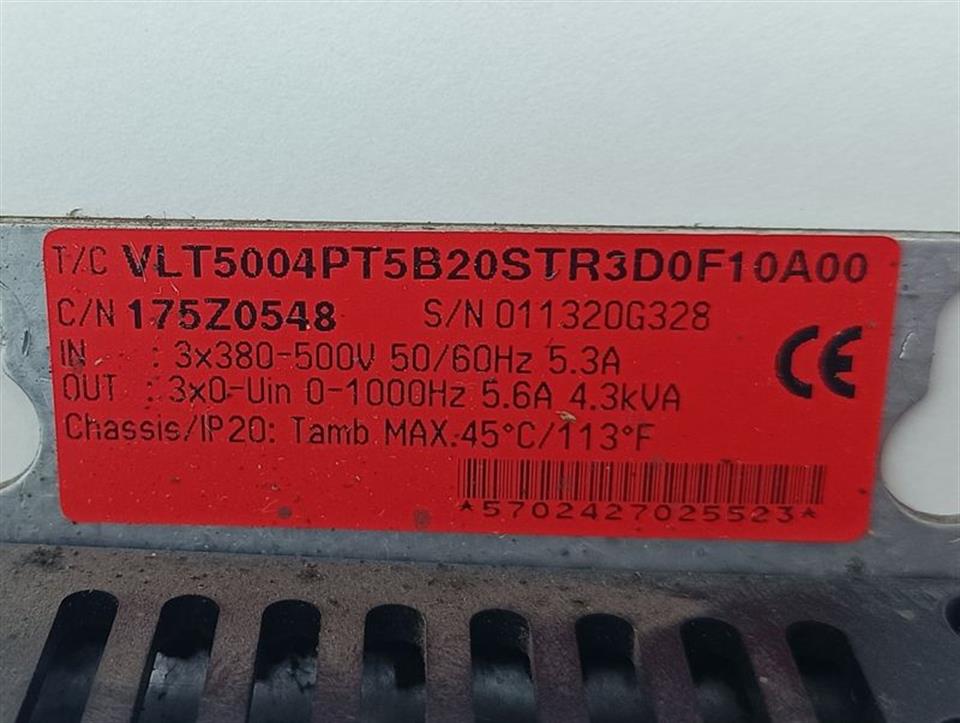 T/C VLT5004PT5B20STR3D0F10A00
C/N 175Z0548 S/N 011320G328
IN : 3x380-500V 50/60Hz 5.3A
OUT : 3x0-Uin 0-1000Hz 5.6A 4.3kVA
CE
Chassis/IP20: Tamb MAX.45°C/113°F
*5702427025523*